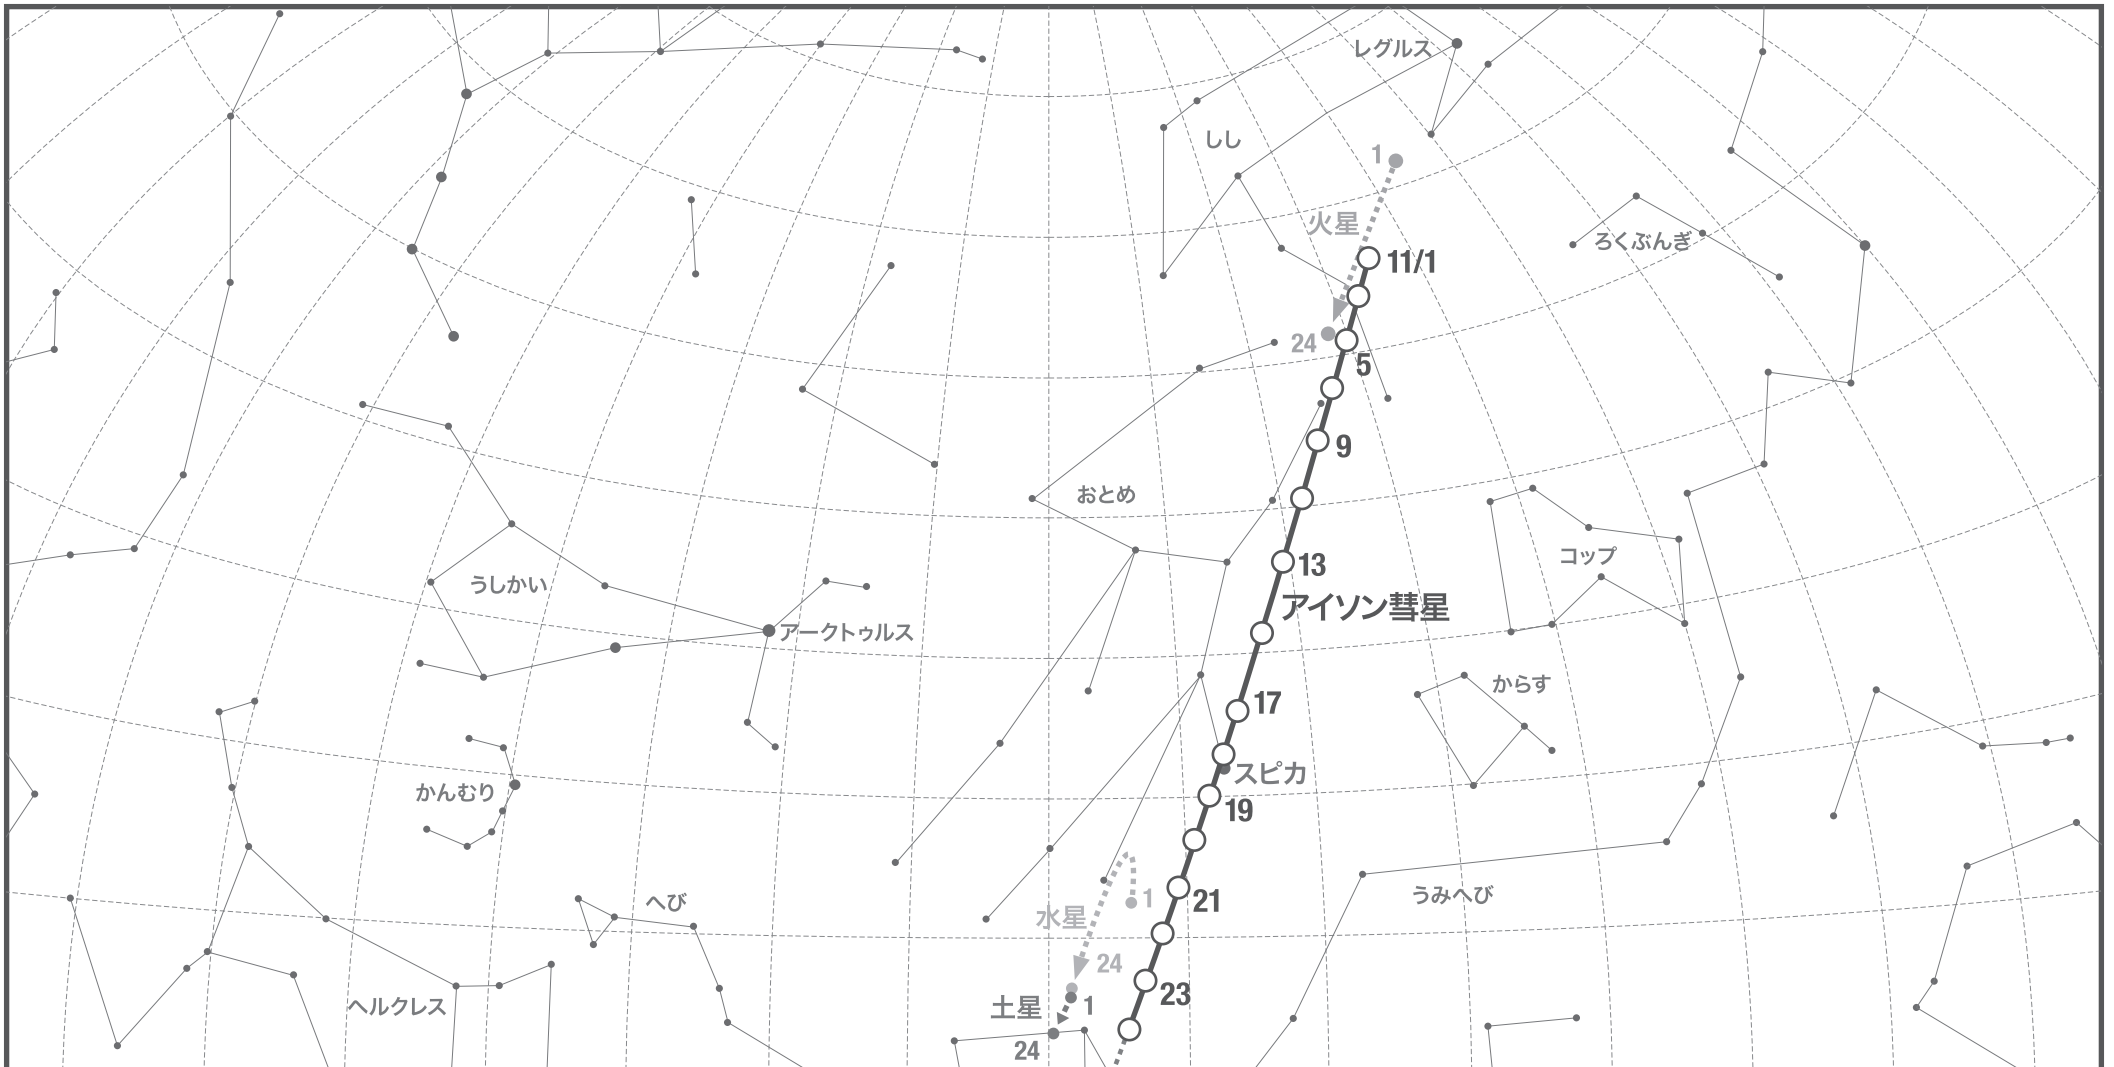 レグルス
しし
1
火星
ろくぶんぎ
11/1
24
5
9
おとめ
13
コップ
うしかい
アイソン彗星
アークトゥルス
からす
17
スピカ
かんむり
19
へび
うみへび
1
21
水星
24
23
ヘルクレス
土星
1
24